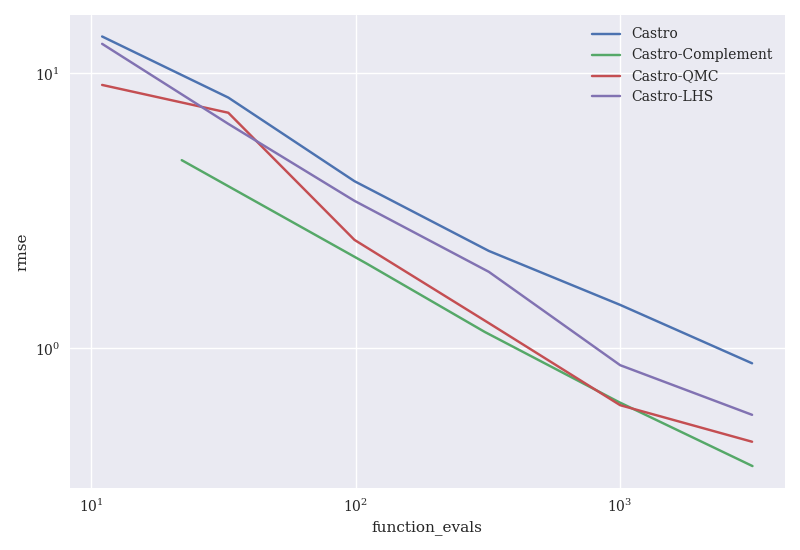 Castro
Castro-Complement
Castro-QMC
Castro-LHS
10¹
10⁰
rmse
10¹ 10² 10³
function_evals